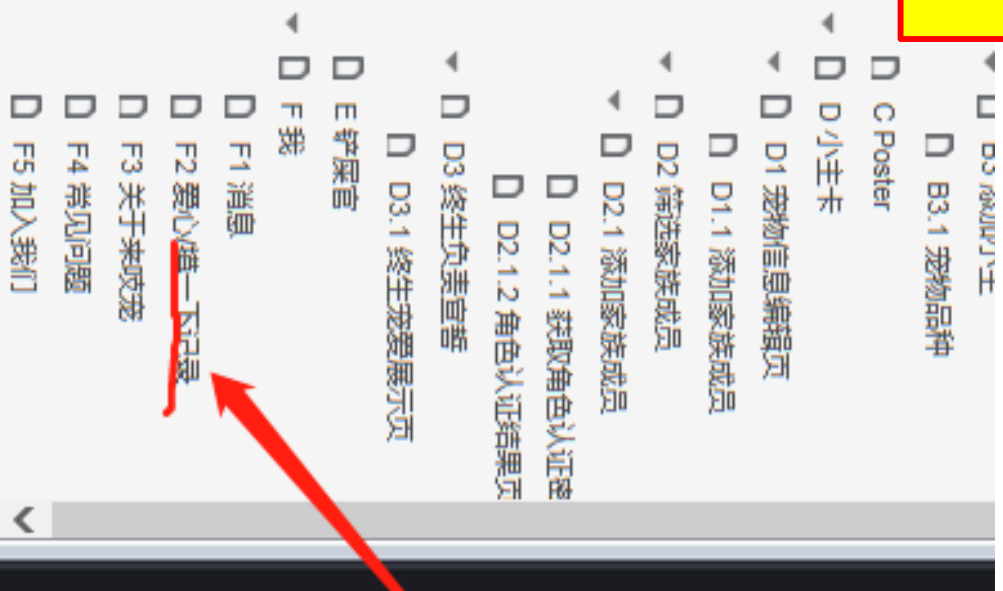 B3 添加小主
B3.1 宠物品种
C Poster
D 小主卡
D1 宠物信息编辑页
D1.1 添加家族成员
D2 筛选家族成员
D2.1 添加家族成员
D2.1.1 获取角色认证
D2.1.2 角色认证结果页
D3 终生负责宣誓
D3.1 终生宠爱展示页
E 铲屎官
F 我
F1 消息
F2 爱心喵一下记录
F3 关于来吱宠
F4 常见问题
F5 加入我们